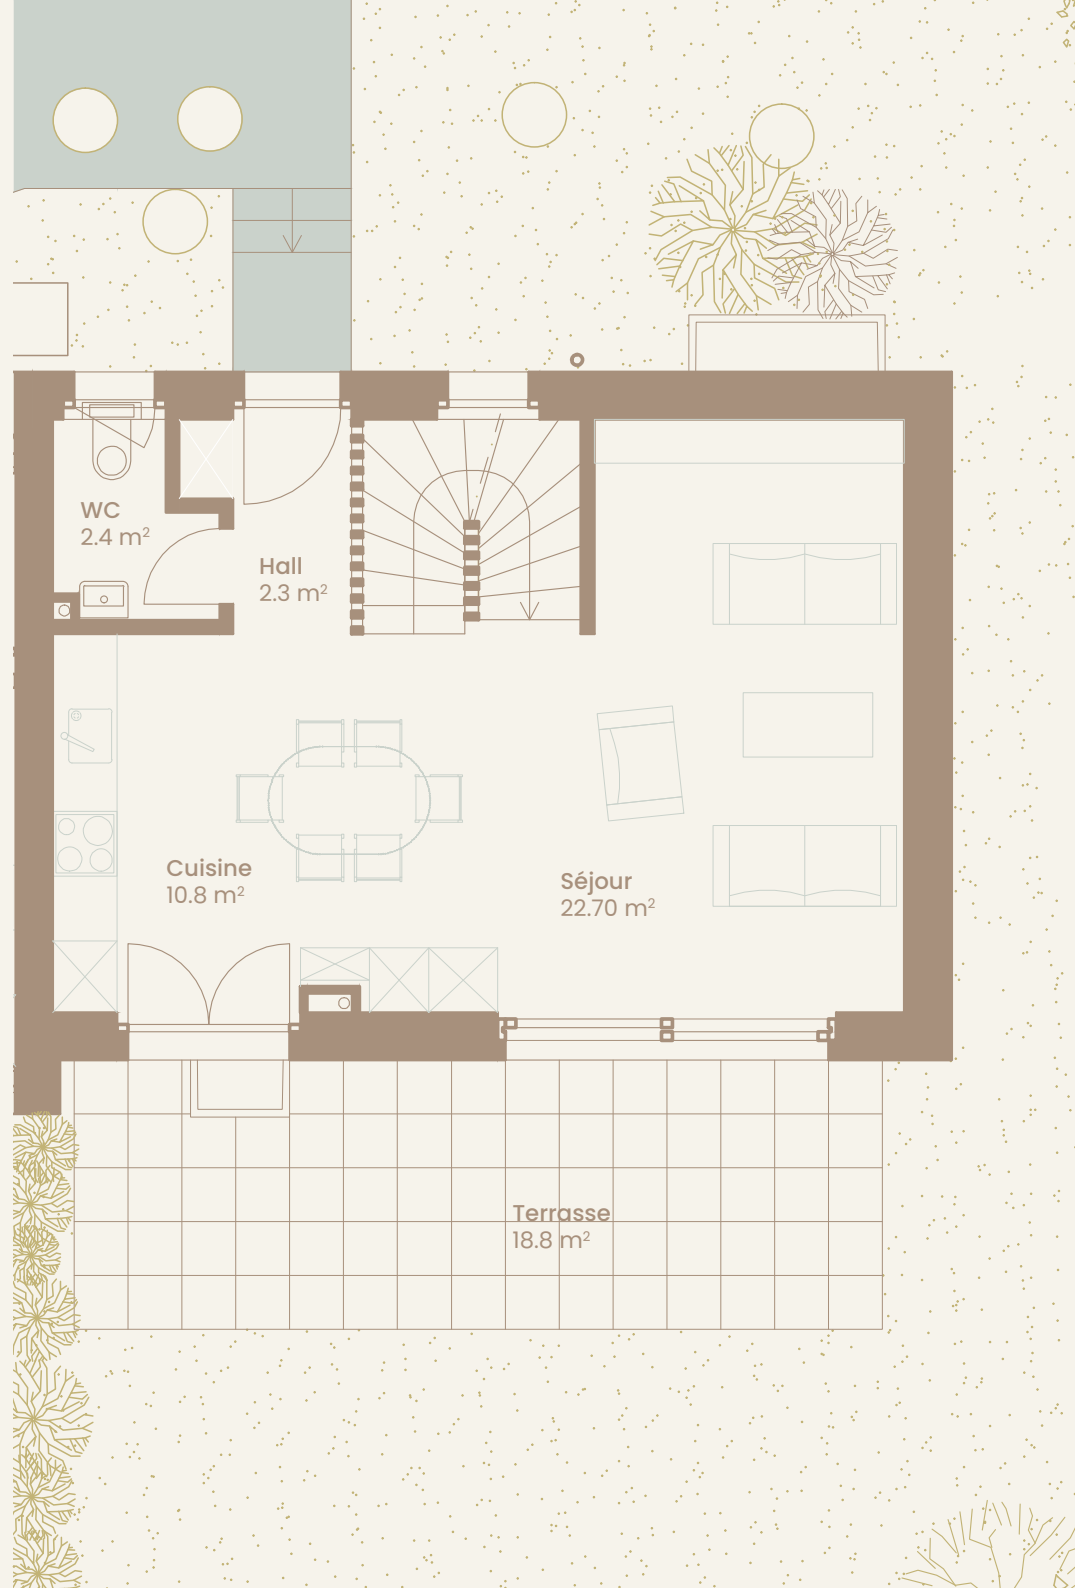 WC
2.4 m²
Hall
2.3 m²
Cuisine
10.8 m²
Séjour
22.70 m²
Terrasse
18.8 m²